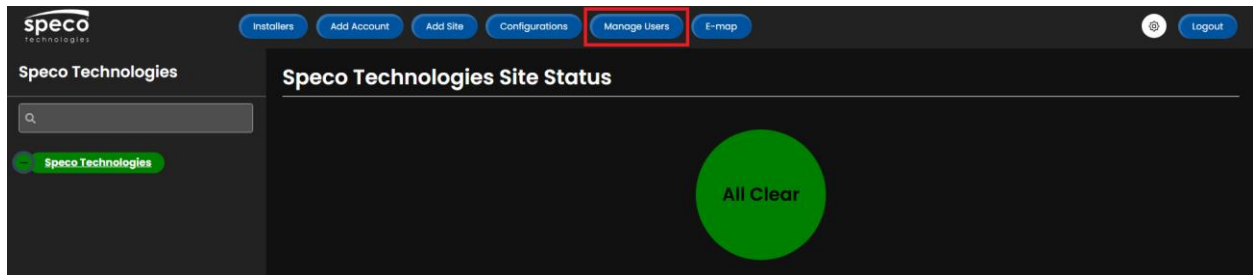 speco
technologies
Installers Add Account Add Site Configurations Manage Users E-map Logout
Speco Technologies
Speco Technologies Site Status
Speco Technologies
All Clear